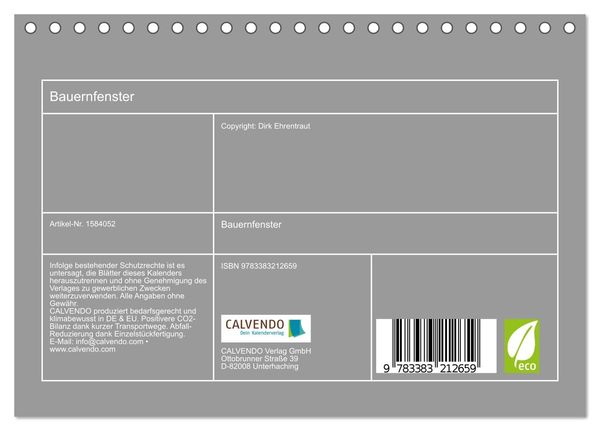 Bauernfenster
Copyright: Dirk Ehrentraut
Artikel-Nr. 1584052
Bauernfenster
Infolge bestehender Schutzrechte ist es
untersagt, die Blätter dieses Kalenders
herauszutrennen und ohne Genehmigung des
Verlages zu gewerblichen Zwecken
weiterzuverwenden. Alle Angaben ohne
Gewähr.
CALVENDO produziert bedarfsgerecht und
klimabewusst in DE & EU. Positivere CO2-
Bilanz dank kurzer Transportwege. Abfall-
Reduzierung dank Einzelstückfertigung.
E-Mail: info@calvendo.com •
www.calvendo.com
ISBN 9783383212659
CALVENDO
Dein Kalenderverlag
CALVENDO Verlag GmbH
Ottobrunner Straße 39
D-82008 Unterhaching
9 783383 212659
eco